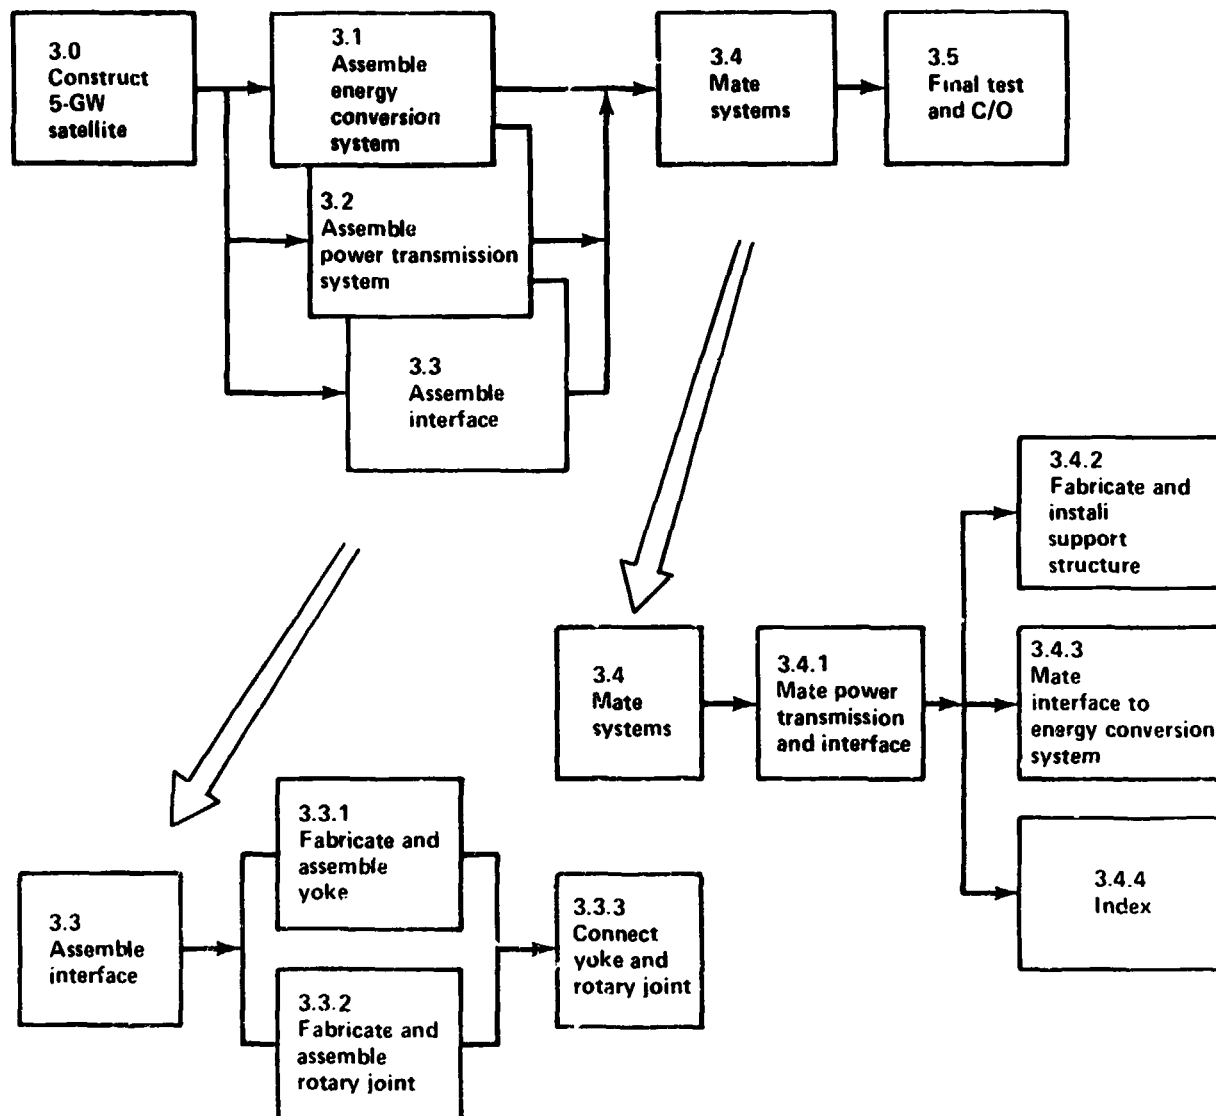 3.0
Construct
5-GW
satellite
3.1
Assemble
energy
conversion
system
3.2
Assemble
power transmission
system
3.3
Assemble
interface
3.4
Mate
systems
3.5
Final test
and C/O
3.4.2
Fabricate and
install
support
structure
3.4
Mate
systems
3.4.1
Mate power
transmission
and interface
3.4.3
Mate
interface to
energy conversion
system
3.4.4
Index
3.3
Assemble
interface
3.3.1
Fabricate and
assemble
yoke
3.3.2
Fabricate and
assemble
rotary joint
3.3.3
Connect
yoke and
rotary joint